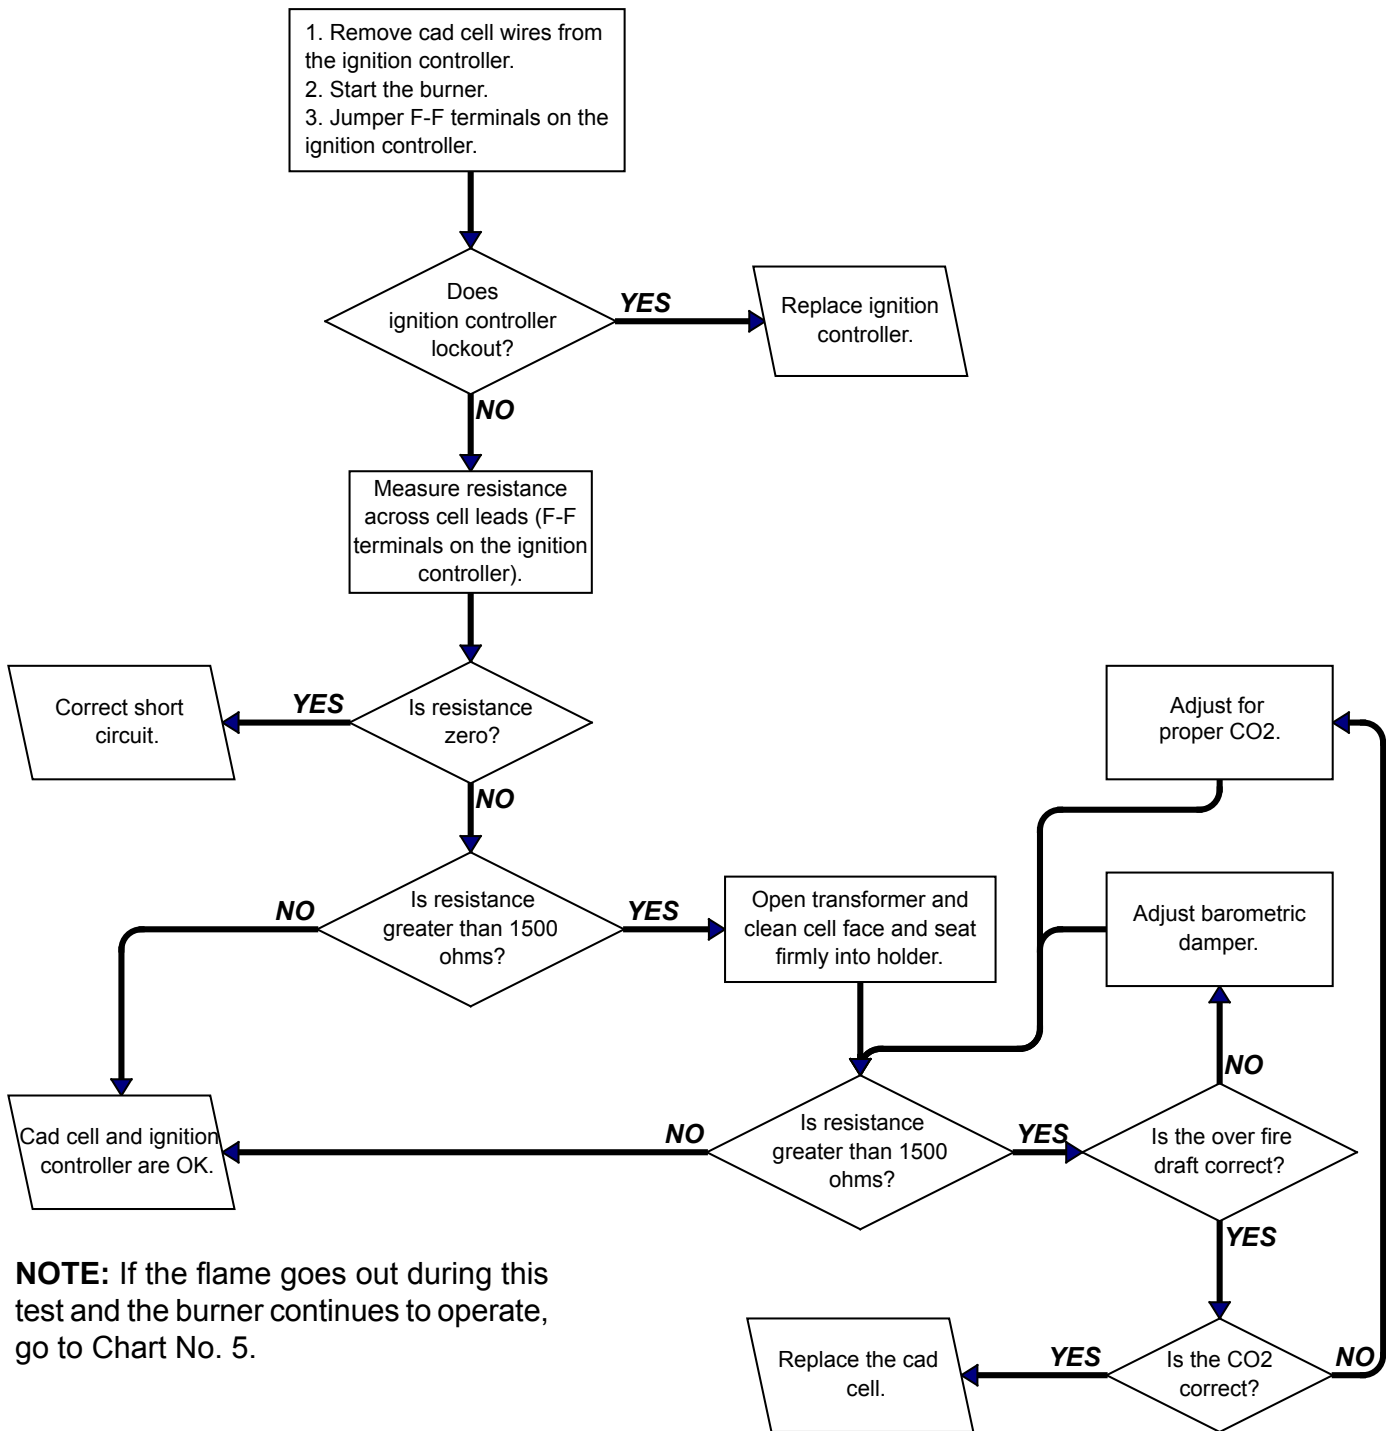 1. Remove cad cell wires from
the ignition controller.
2. Start the burner.
3. Jumper F-F terminals on the
ignition controller.
Does
ignition controller
lockout?
YES
Replace ignition
controller.
NO
Measure resistance
across cell leads (F-F
terminals on the ignition
controller).
Is resistance
zero?
YES
Correct short
circuit.
NO
Adjust for
proper CO2.
Is resistance
greater than 1500
ohms?
NO
YES
Open transformer and
clean cell face and seat
firmly into holder.
Adjust barometric
damper.
NO
Cad cell and ignition
controller are OK.
NO
Is resistance
greater than 1500
ohms?
YES
Is the over fire
draft correct?
YES
NOTE: If the flame goes out during this
test and the burner continues to operate,
go to Chart No. 5.
Replace the cad
cell.
YES
Is the CO2
correct?
NO